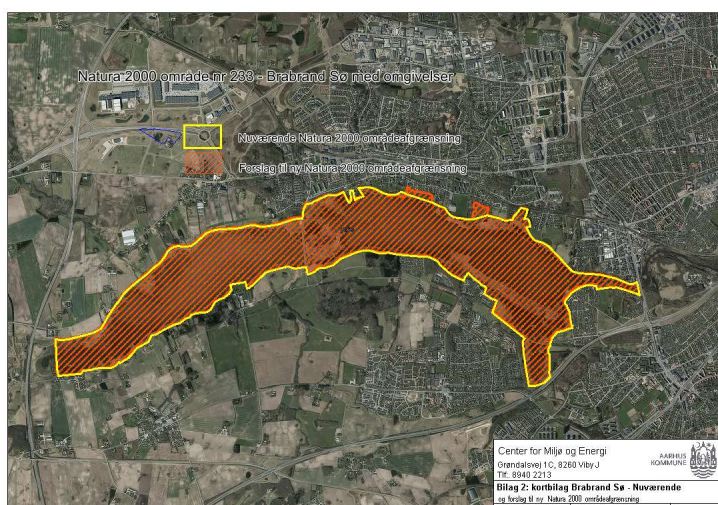 Natura 2000 område nr 233 - Brabrand Sø med omgivelser
Nuværende Natura 2000 områdeafgrænsning
Forslag til ny Natura 2000 områdeafgrænsning
Center for Miljø og Energi
Grøndalsvej 1C, 8260 Viby J
Tlf.: 8940 2213
AARHUS
KOMMUNE
Bilag 2: kortbilag Brabrand Sø - Nuværende
og forslag til ny Natura 2000 områdeafgrænsning